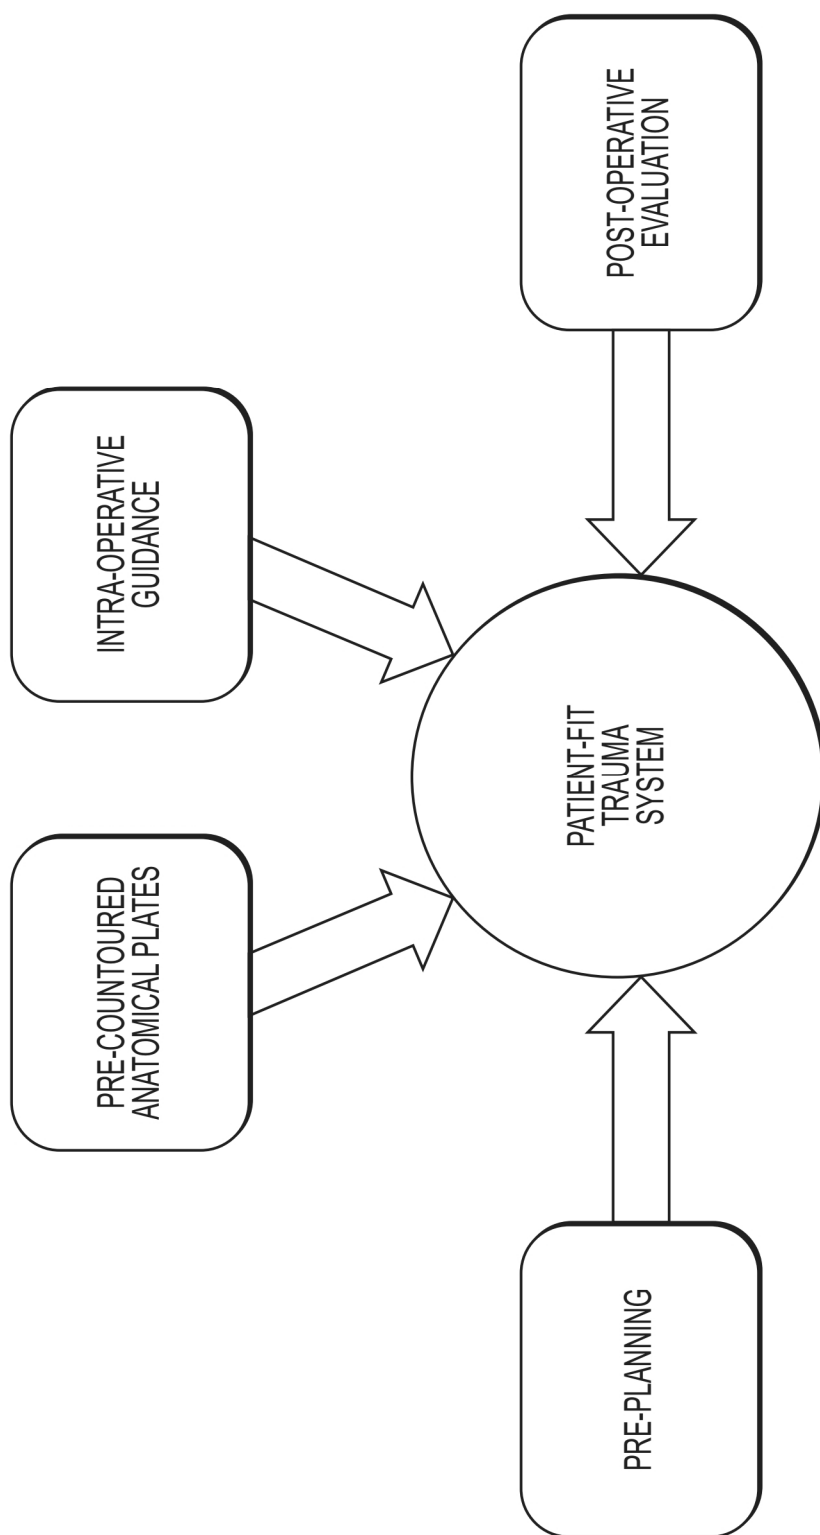 PRE-PLANNING
PRE-COUNTOURED
ANATOMICAL PLATES
INTRA-OPERATIVE
GUIDANCE
POST-OPERATIVE
EVALUATION
PATIENT-FIT
TRAUMA
SYSTEM